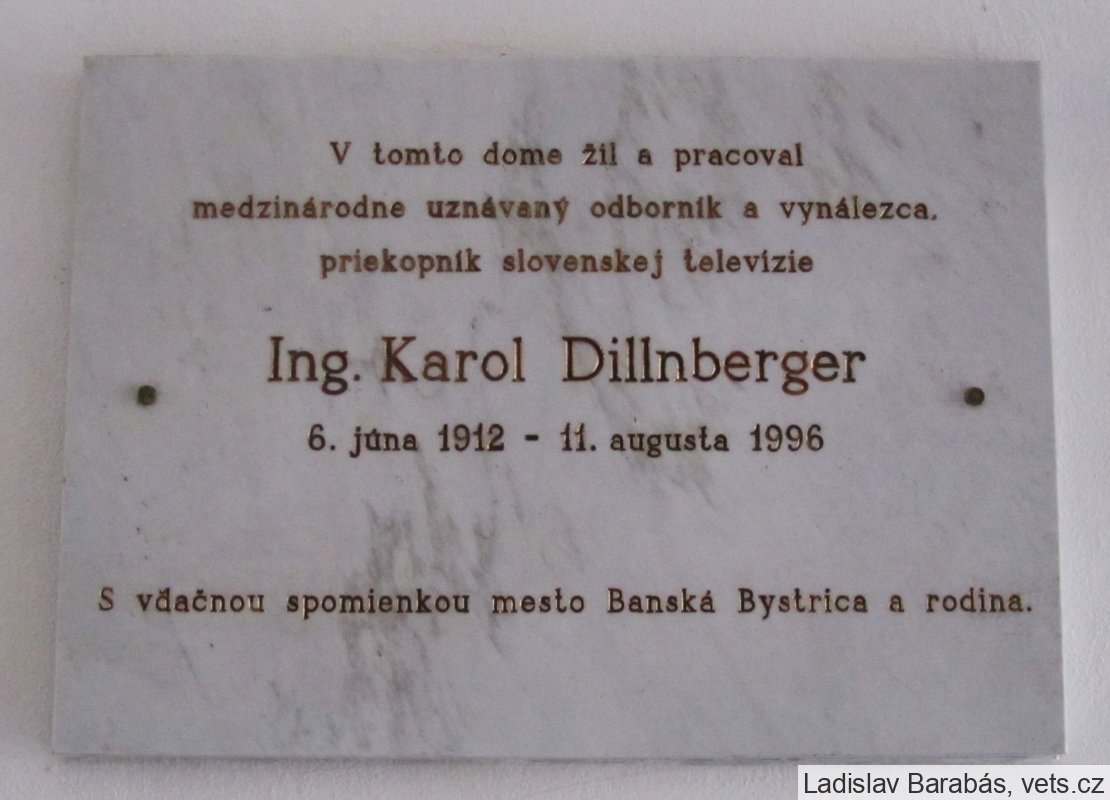 V tomto dome žil a pracoval
medzinárodne uznávaný odborník a vynálezca,
priekopník slovenskej televízie
Ing. Karol Dillnberger
6. júna 1912 - 11. augusta 1996
S vďačnou spomienkou mesto Banská Bystrica a rodina.
Ladislav Barabás, vets.cz